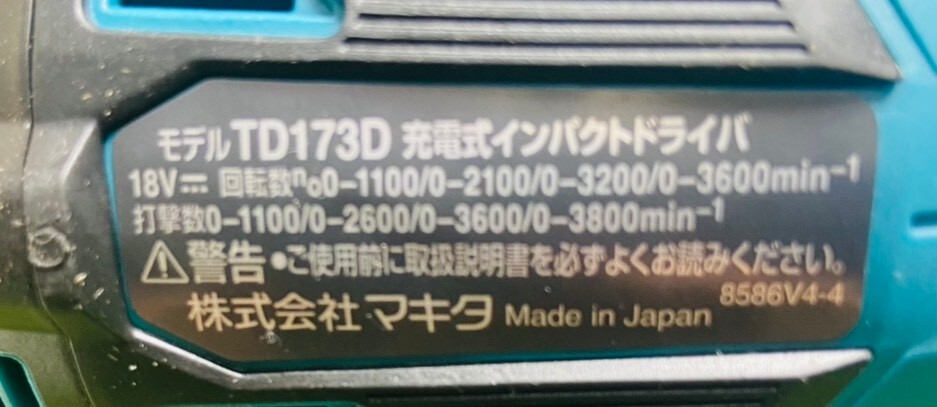 モデルTD173D 充電式インパクトドライバ
18V⎓ 回転数n₀0-1100/0-2100/0-3200/0-3600min⁻¹
打撃数0-1100/0-2600/0-3600/0-3800min⁻¹
⚠警告 •ご使用前に取扱説明書を必ずよくお読みください。
8586V4-4
株式会社マキタ Made in Japan